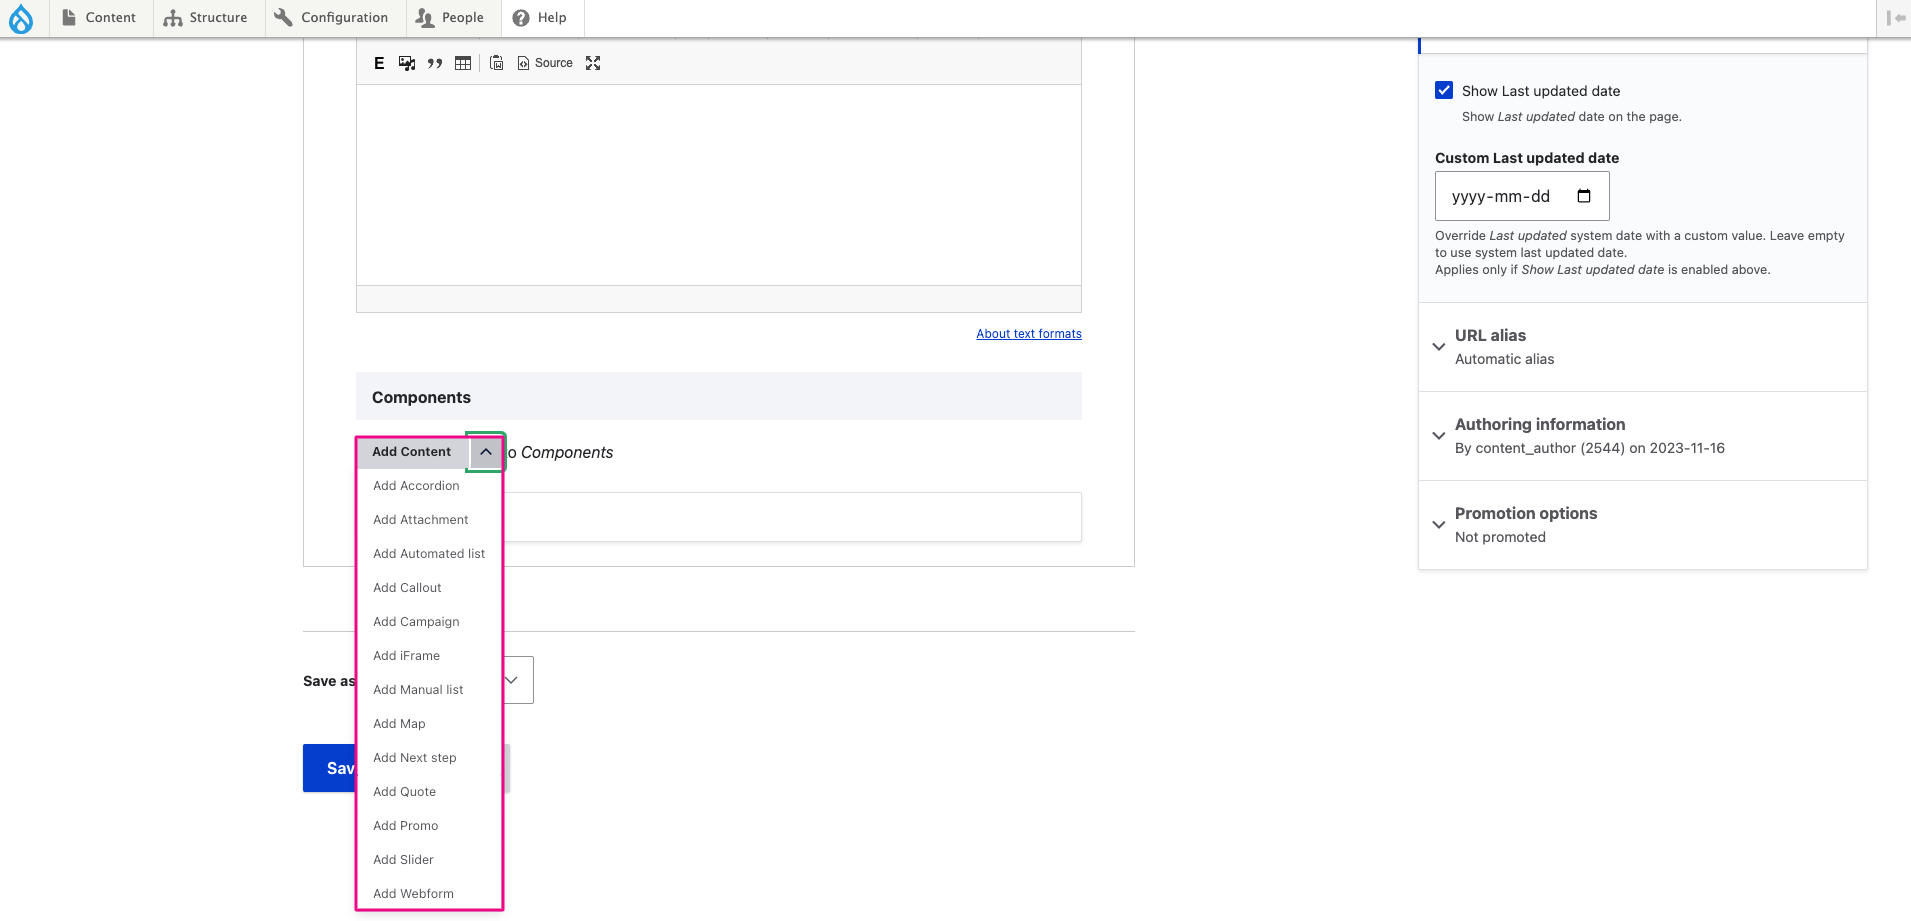 Content
Structure
Configuration
People
Help
E
Source
About text formats
Components
Add Content
Components
Add Accordion
Add Attachment
Add Automated list
Add Callout
Add Campaign
Add iFrame
Add Manual list
Add Map
Add Next step
Add Quote
Add Promo
Add Slider
Add Webform
Save as
Sav
Show Last updated date
Show Last updated date on the page.
Custom Last updated date
yyyy-mm-dd
Override Last updated system date with a custom value. Leave empty
to use system last updated date.
Applies only if Show Last updated date is enabled above.
URL alias
Automatic alias
Authoring information
By content_author (2544) on 2023-11-16
Promotion options
Not promoted